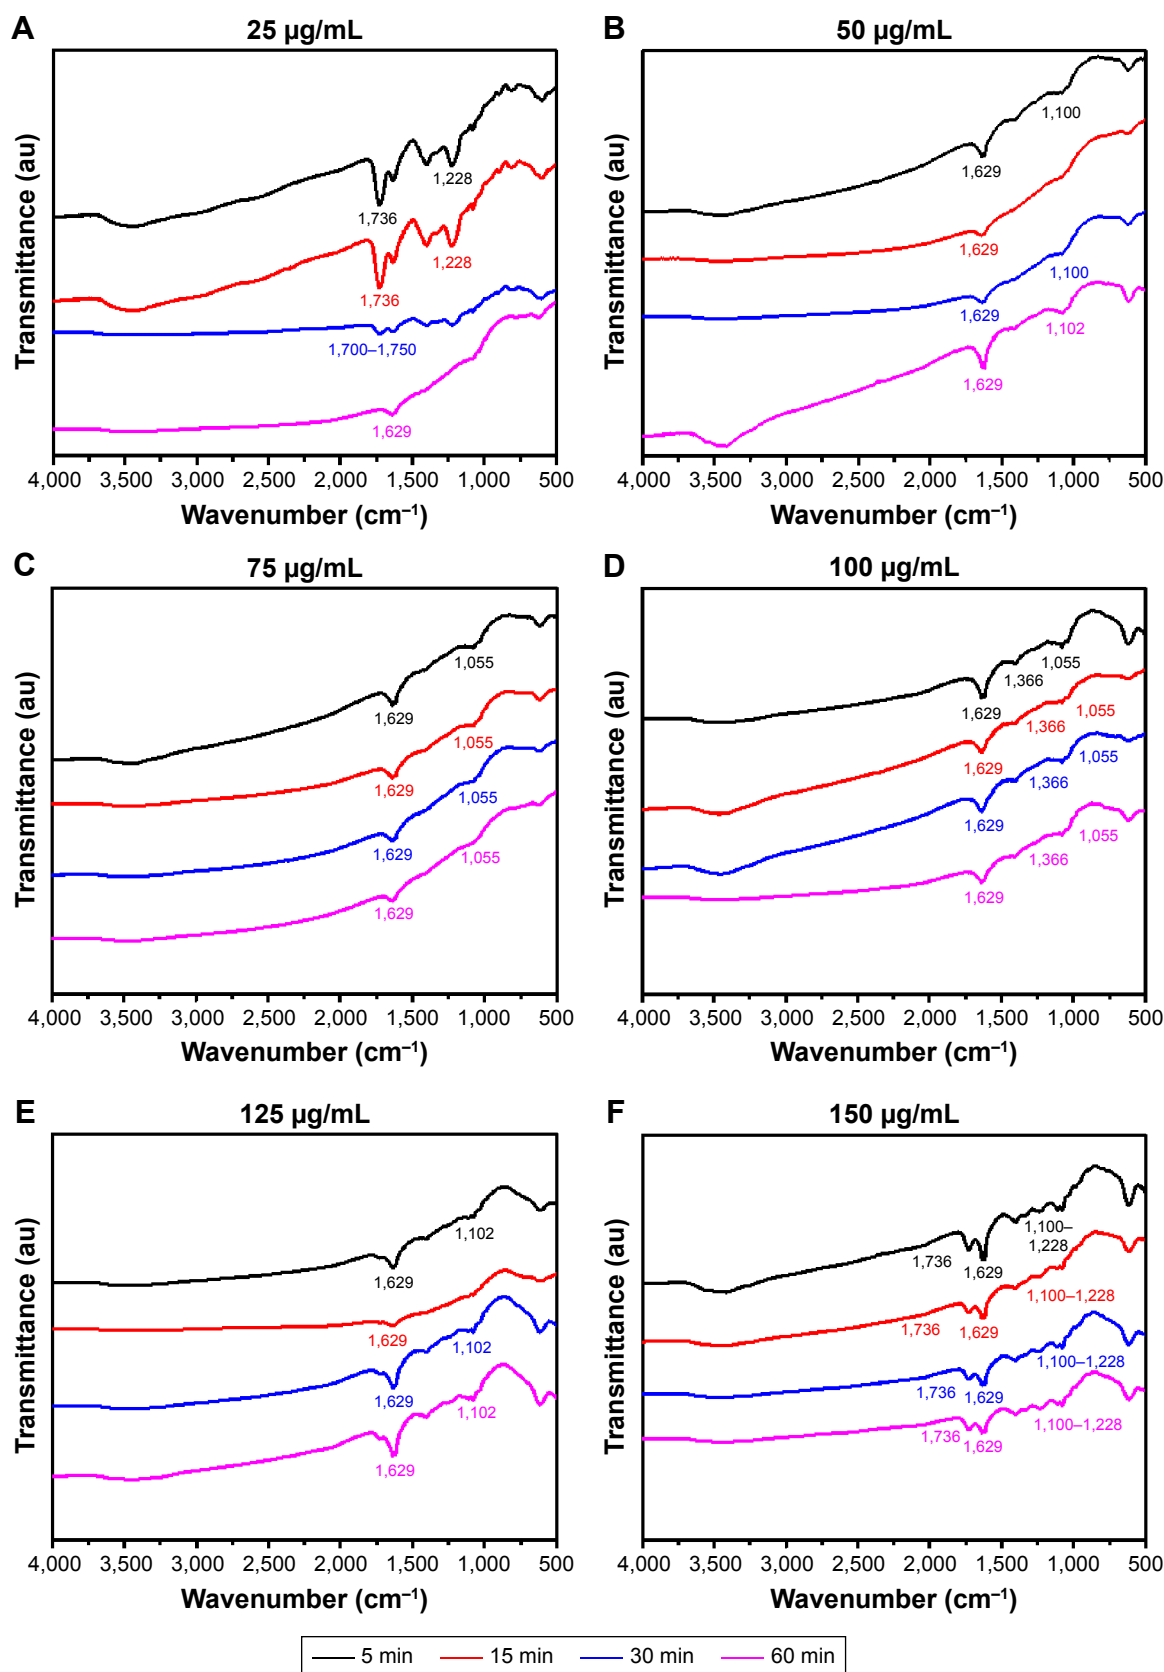 A 25 µg/mL
Transmittance (au)
1,736
1,228
1,736
1,228
1,700–1,750
1,629
4,000 3,500 3,000 2,500 2,000 1,500 1,000 500
Wavenumber (cm⁻¹)
B 50 µg/mL
Transmittance (au)
1,100
1,629
1,629
1,100
1,629
1,102
1,629
4,000 3,500 3,000 2,500 2,000 1,500 1,000 500
Wavenumber (cm⁻¹)
C 75 µg/mL
Transmittance (au)
1,055
1,629
1,055
1,629
1,055
1,629
1,055
1,629
4,000 3,500 3,000 2,500 2,000 1,500 1,000 500
Wavenumber (cm⁻¹)
D 100 µg/mL
Transmittance (au)
1,055
1,366
1,629
1,055
1,366
1,629
1,055
1,366
1,629
1,055
1,366
1,629
4,000 3,500 3,000 2,500 2,000 1,500 1,000 500
Wavenumber (cm⁻¹)
E 125 µg/mL
Transmittance (au)
1,102
1,629
1,629
1,102
1,629
1,102
1,629
4,000 3,500 3,000 2,500 2,000 1,500 1,000 500
Wavenumber (cm⁻¹)
F 150 µg/mL
Transmittance (au)
1,100–
1,228
1,736 1,629
1,100–1,228
1,736 1,629
1,100–1,228
1,736 1,629
1,100–1,228
1,736 1,629
4,000 3,500 3,000 2,500 2,000 1,500 1,000 500
Wavenumber (cm⁻¹)
5 min 15 min 30 min 60 min